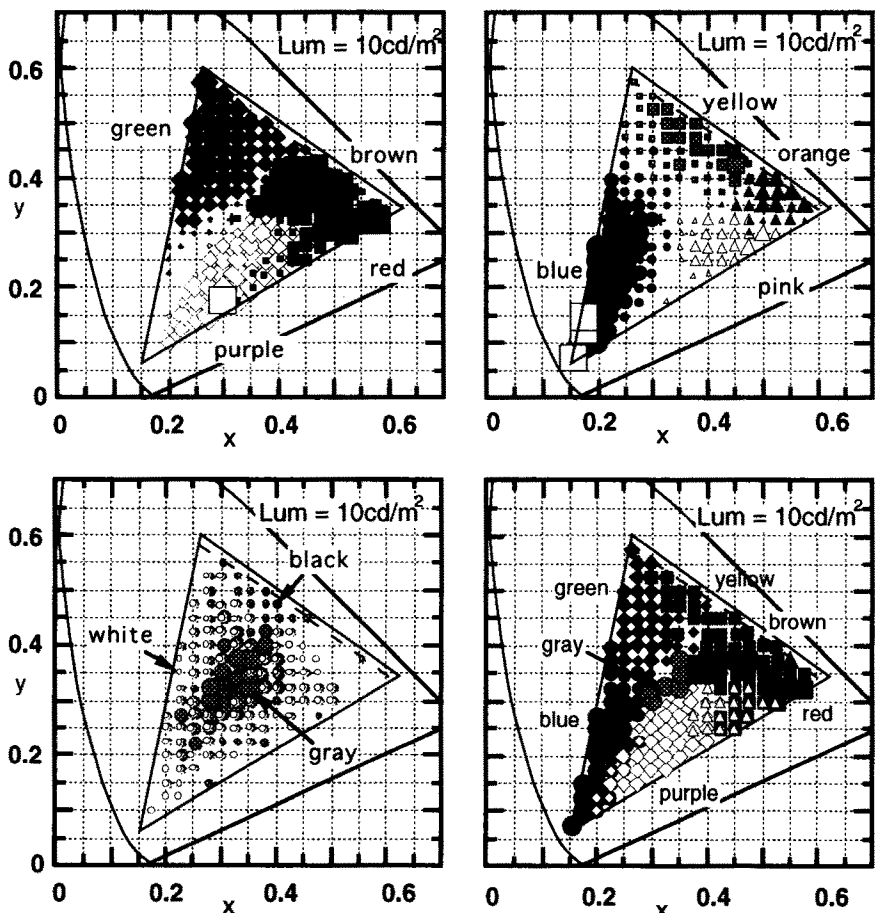 Lum = 10cd/m²
0.6
green
brown
0.4
y
red
0.2
purple
0
0 0.2 0.4 0.6
x
Lum = 10cd/m²
yellow
orange
blue
pink
0.2 0.4 0.6
x
Lum = 10cd/m²
0.6
black
white
0.4
y
0.2
gray
0
0 0.2 0.4 0.6
x
Lum = 10cd/m²
green
yellow
brown
gray
blue
red
purple
0.2 0.4 0.6
x